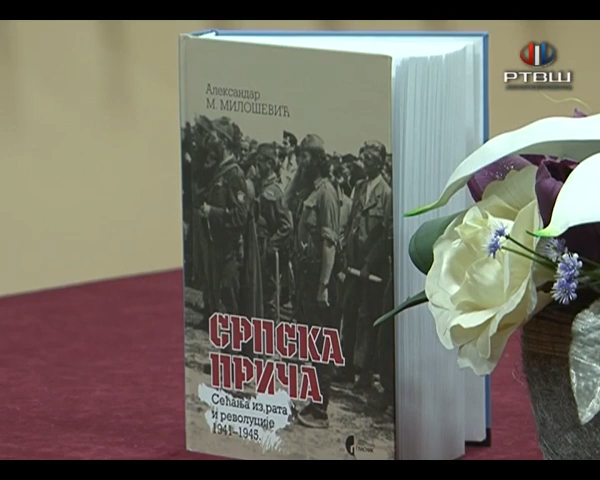 РТВШ
Александар
М. МИЛОШЕВИЋ
СРПСКА
ПРИЧА
Сећања из рата
и револуције
1941-1945.